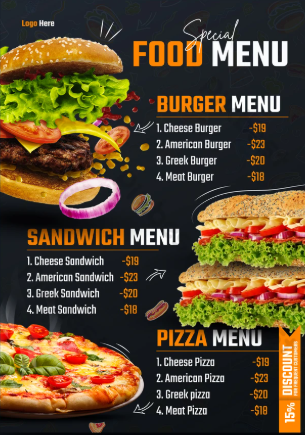 Logo Here
Special
FOOD MENU
BURGER MENU
1. Cheese Burger -$19
2. American Burger -$23
3. Greek Burger -$20
4. Meat Burger -$18
SANDWICH MENU
1. Cheese Sandwich -$19
2. American Sandwich -$23
3. Greek Sandwich -$20
4. Meat Sandwich -$18
PIZZA MENU
1. Cheese Pizza -$19
2. American Pizza -$23
3. Greek pizza -$20
4. Meat Pizza -$18
15% DISCOUNT